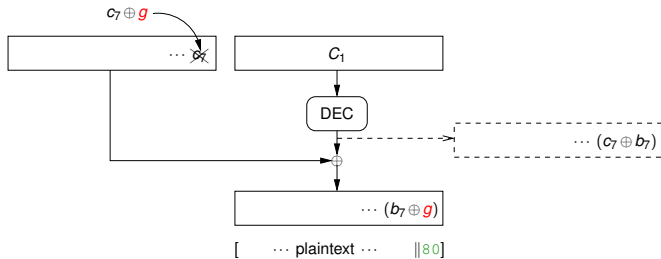 c₇ ⊕ g
⋯ c₇
C₁
DEC
⋯ (c₇ ⊕ b₇)
⊕
⋯ (b₇ ⊕ g)
[ ⋯ plaintext ⋯ ∥80]